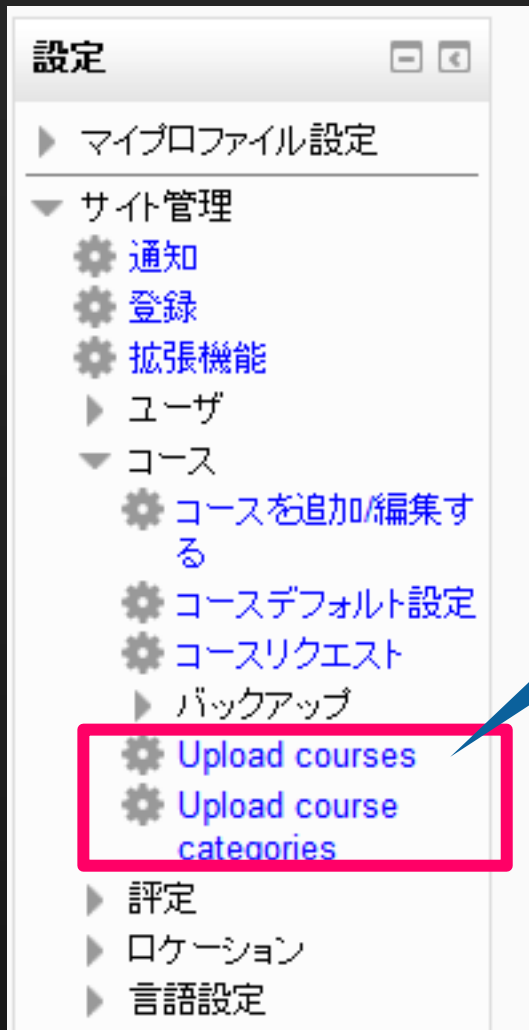 設定
マイプロファイル設定
サイト管理
通知
登録
拡張機能
ユーザ
コース
コースを追加/編集す
る
コースデフォルト設定
コースリクエスト
バックアップ
Upload courses
Upload course
categories
評定
ロケーション
言語設定